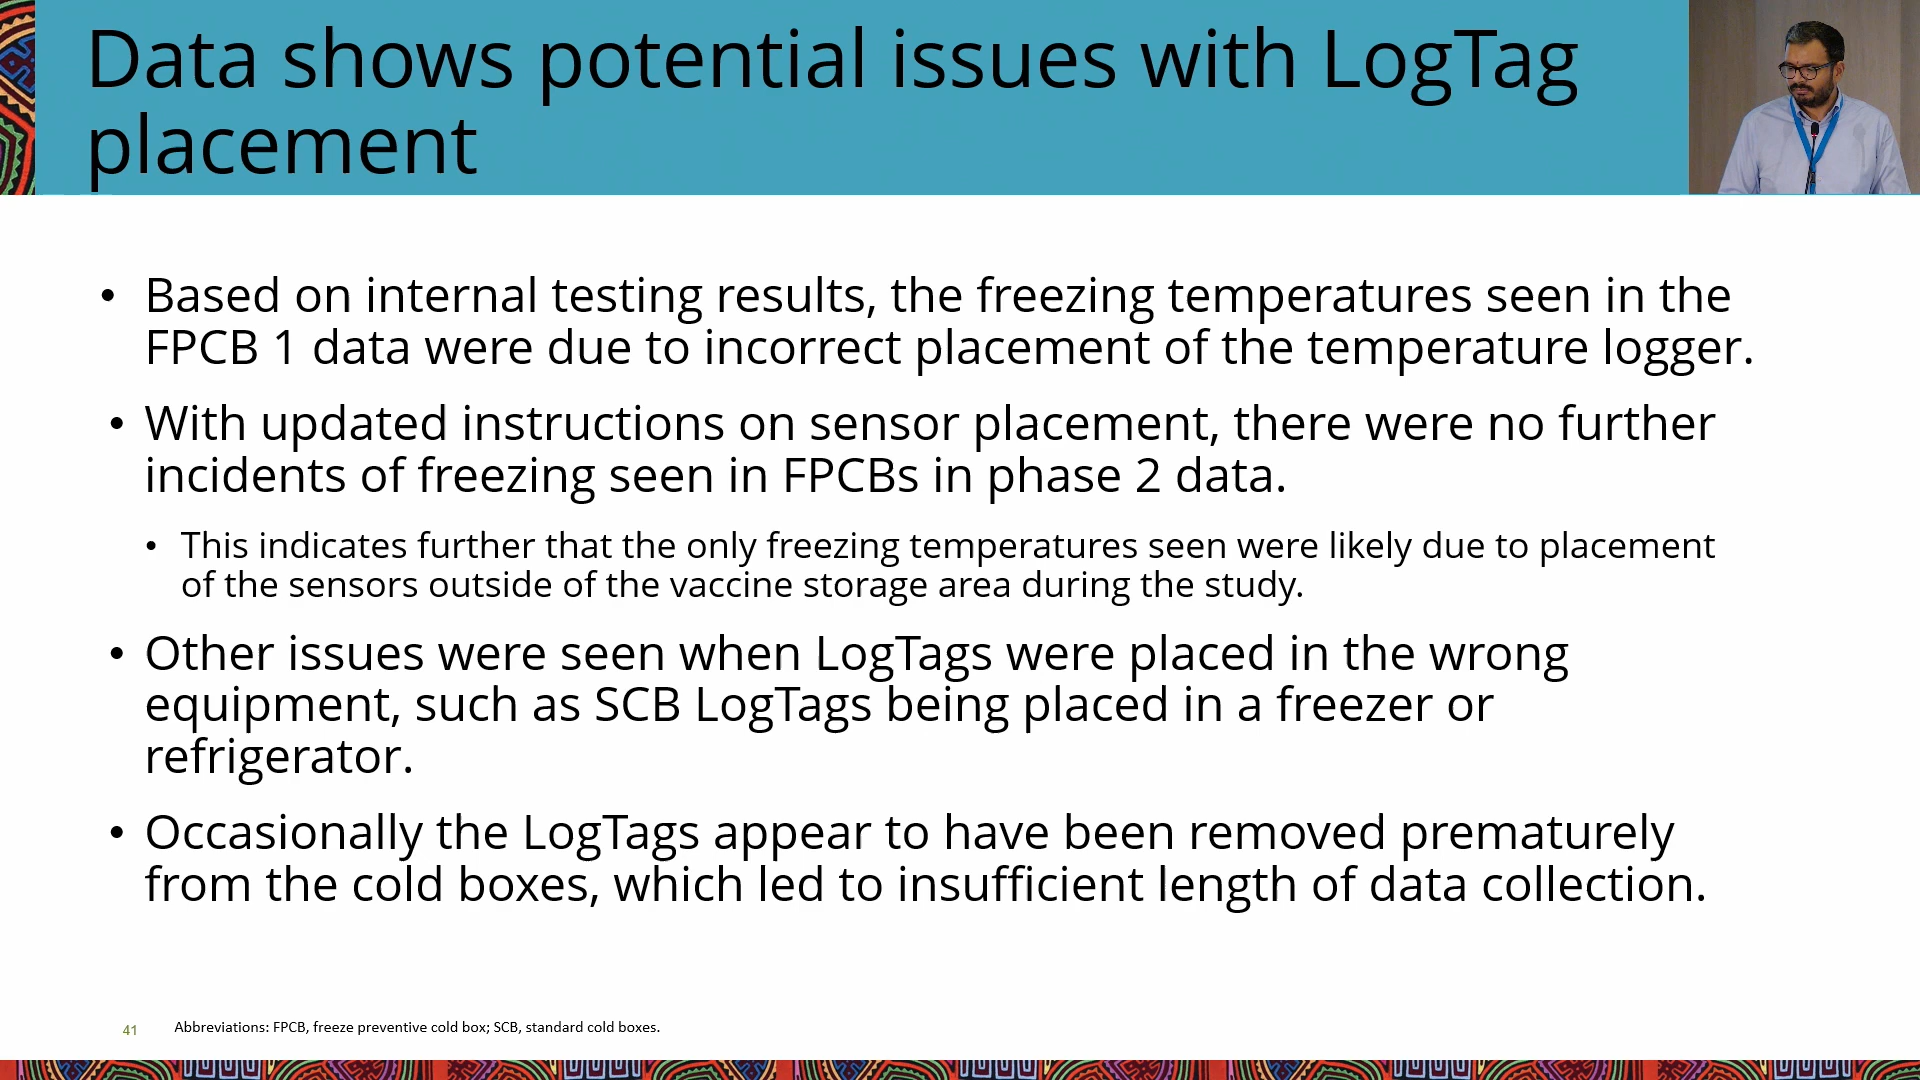 Data shows potential issues with LogTag
placement
• Based on internal testing results, the freezing temperatures seen in the
FPCB 1 data were due to incorrect placement of the temperature logger.
• With updated instructions on sensor placement, there were no further
incidents of freezing seen in FPCBs in phase 2 data.
• This indicates further that the only freezing temperatures seen were likely due to placement
of the sensors outside of the vaccine storage area during the study.
• Other issues were seen when LogTags were placed in the wrong
equipment, such as SCB LogTags being placed in a freezer or
refrigerator.
• Occasionally the LogTags appear to have been removed prematurely
from the cold boxes, which led to insufficient length of data collection.
41 Abbreviations: FPCB, freeze preventive cold box; SCB, standard cold boxes.